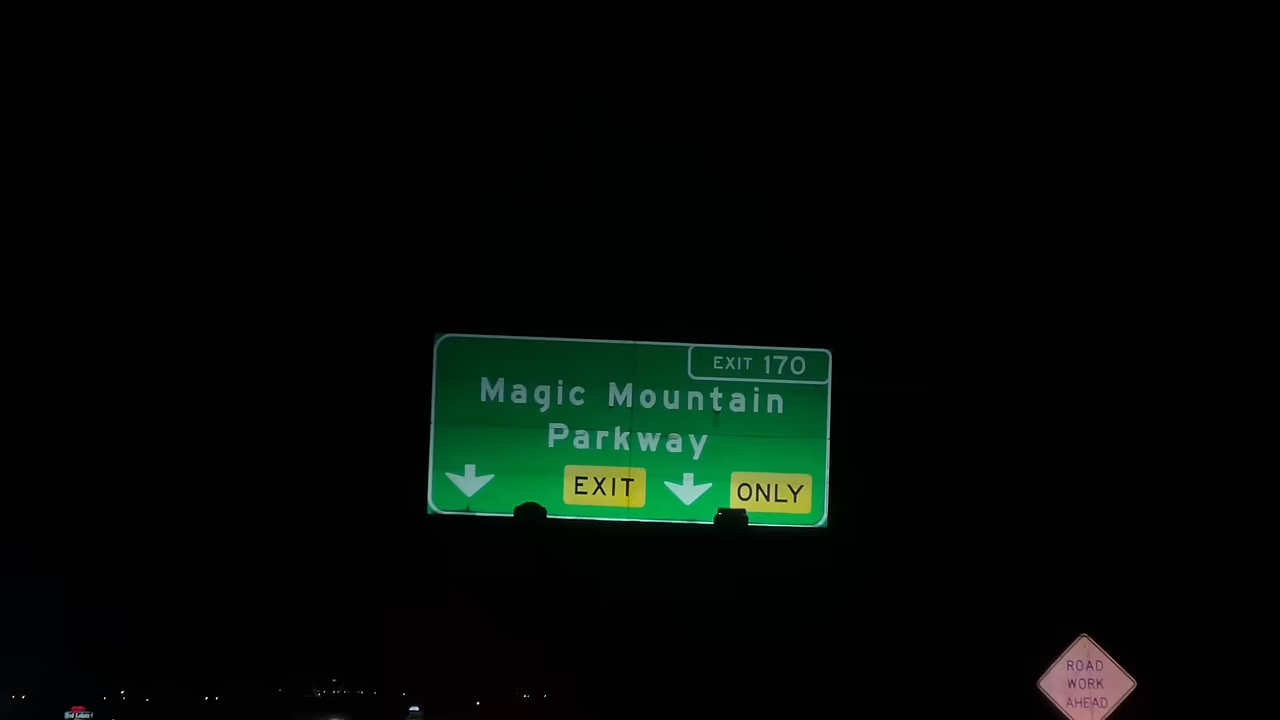 EXIT 170
Magic Mountain
Parkway
EXIT ONLY
ROAD
WORK
AHEAD